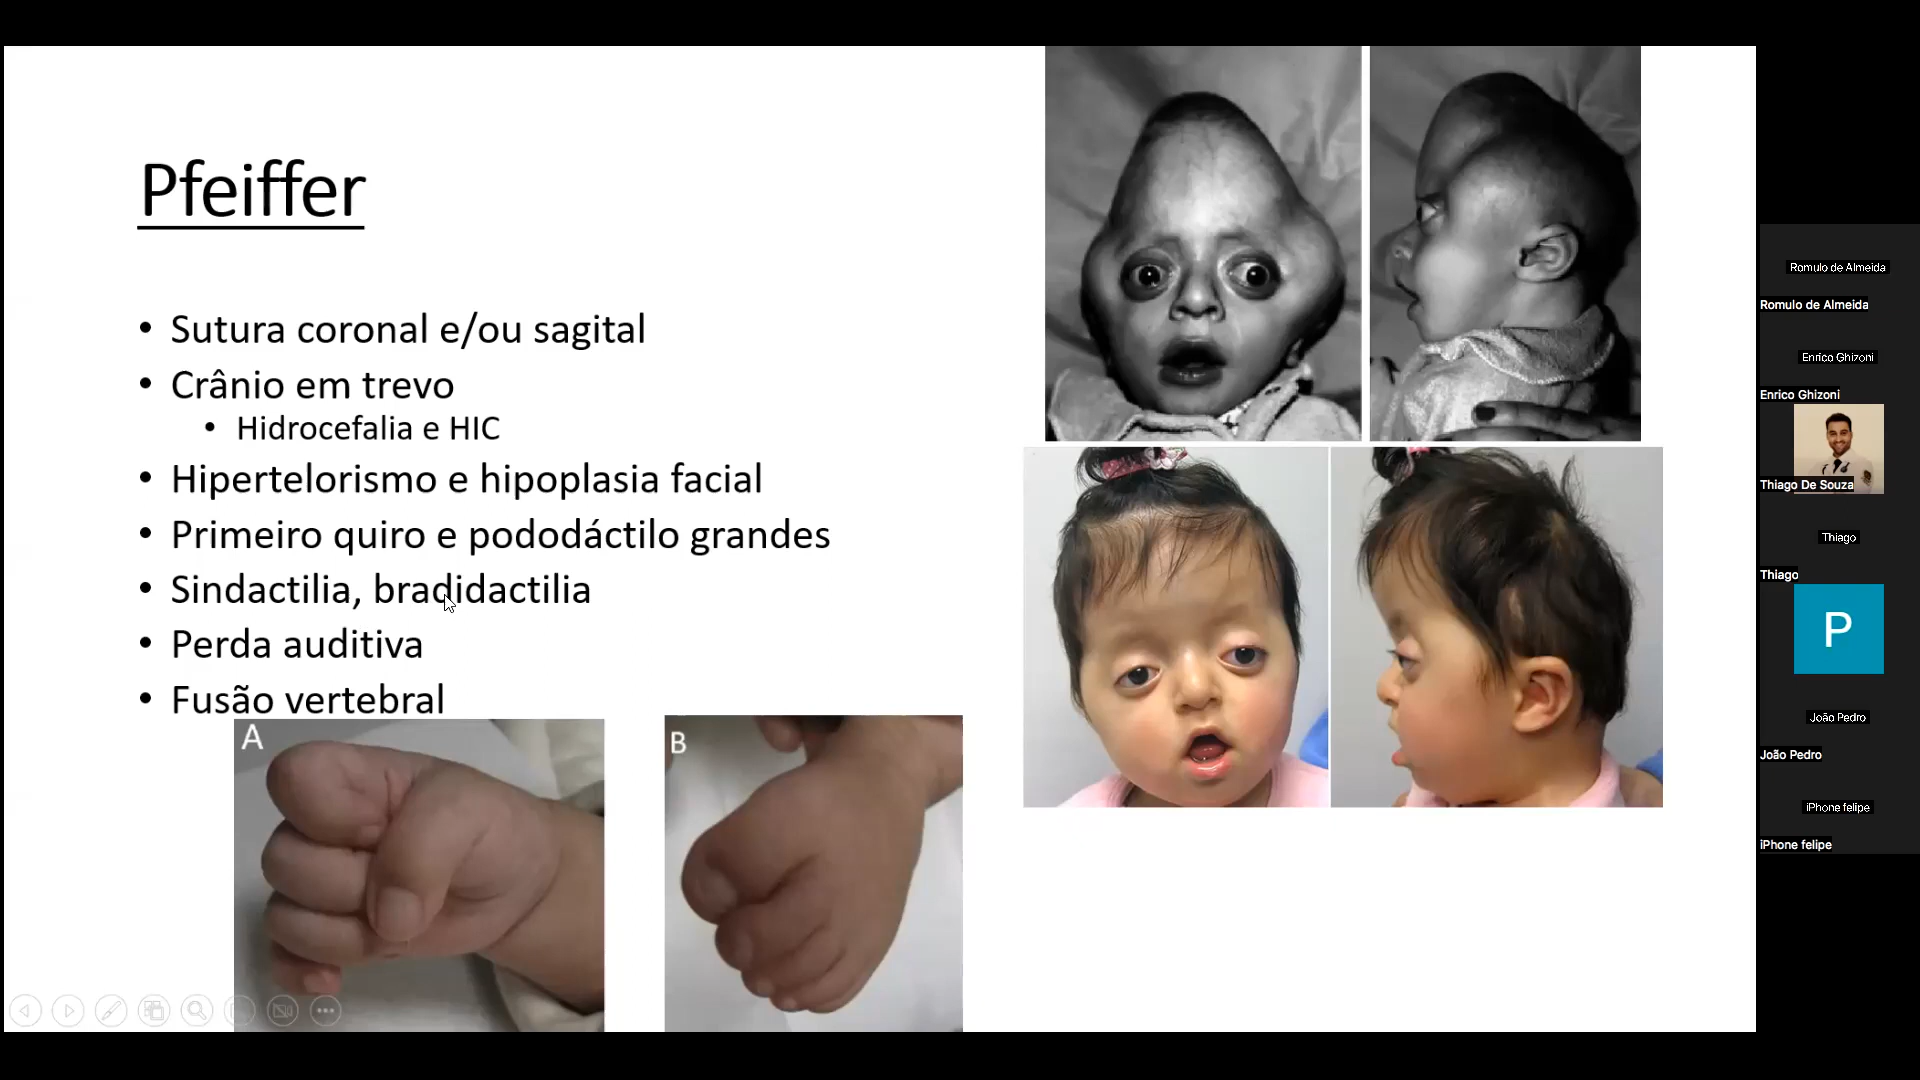 Pfeiffer
• Sutura coronal e/ou sagital
• Crânio em trevo
• Hidrocefalia e HIC
• Hipertelorismo e hipoplasia facial
• Primeiro quiro e pododáctilo grandes
• Sindactilia, bradidactilia
• Perda auditiva
• Fusão vertebral
A
B
Romulo de Almeida
Romulo de Almeida
Enrico Ghizoni
Enrico Ghizoni
Thiago De Souza
Thiago
Thiago
P
João Pedro
João Pedro
iPhone felipe
iPhone felipe